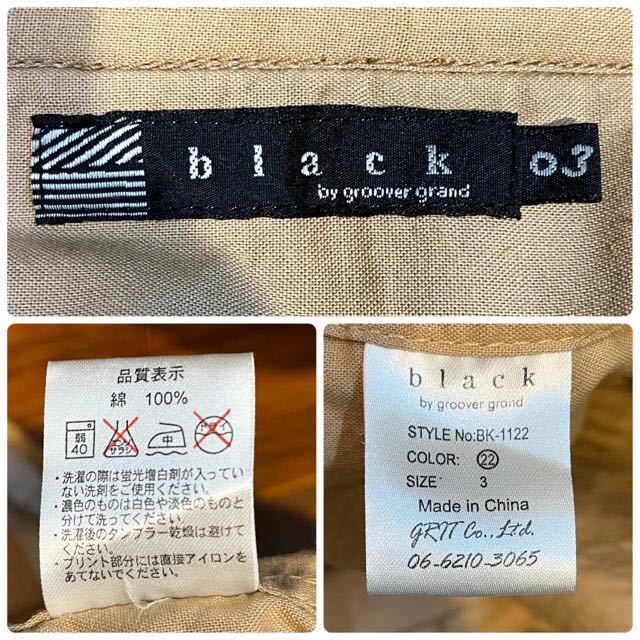 black
by groover grand
03
品質表示
綿 100%
弱
40
エンソ
サラシ
中
ドライ
・洗濯の際は蛍光増白剤が入ってい
ない洗剤をご使用ください。
・濃色のものは白色や淡色のものと
分けて洗ってください。
・洗濯後のタンブラー乾燥は避けて
ください。
・プリント部分には直接アイロンを
あてないでください。
black
by groover grand
STYLE No:BK-1122
COLOR: 22
SIZE 3
Made in China
GRIT Co., Ltd.
06-6210-3065